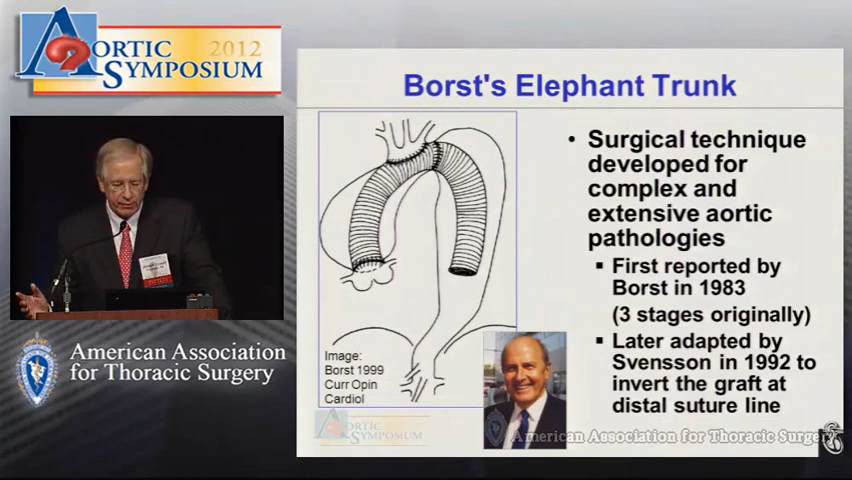 AORTIC 2012
SYMPOSIUM
Borst's Elephant Trunk
• Surgical technique
developed for
complex and
extensive aortic
pathologies
▪ First reported by
Borst in 1983
(3 stages originally)
▪ Later adapted by
Svensson in 1992 to
invert the graft at
distal suture line
Image:
Borst 1999
Curr Opin
Cardiol
AORTIC
SYMPOSIUM
American Association for Thoracic Surgery
American Association
for Thoracic Surgery